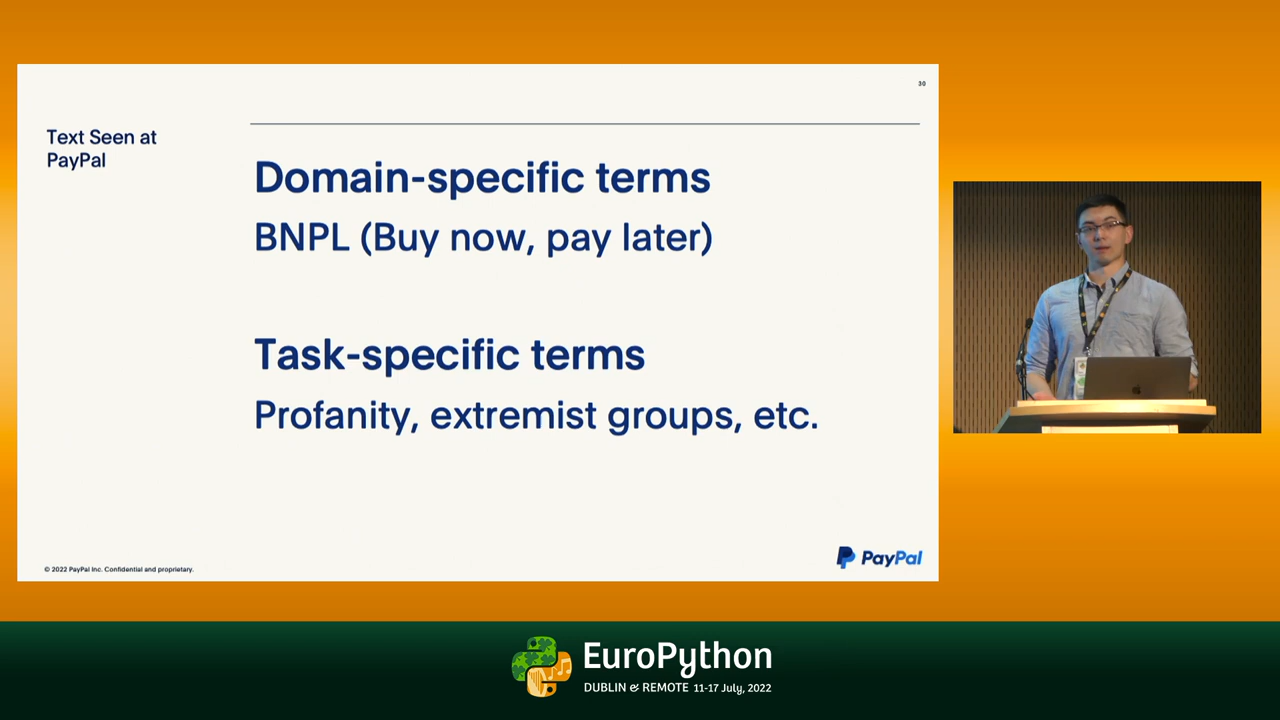 30
Text Seen at
PayPal
Domain-specific terms
BNPL (Buy now, pay later)
Task-specific terms
Profanity, extremist groups, etc.
© 2022 PayPal Inc. Confidential and proprietary.
PayPal
EuroPython
DUBLIN & REMOTE 11-17 July, 2022